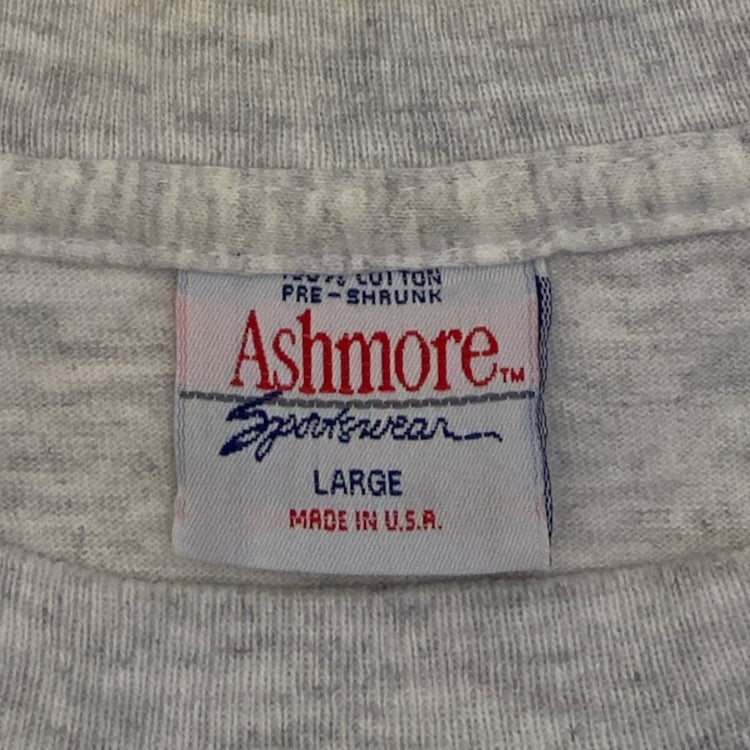 100% COTTON
PRE-SHRUNK
Ashmore™
Sportswear
LARGE
MADE IN U.S.A.